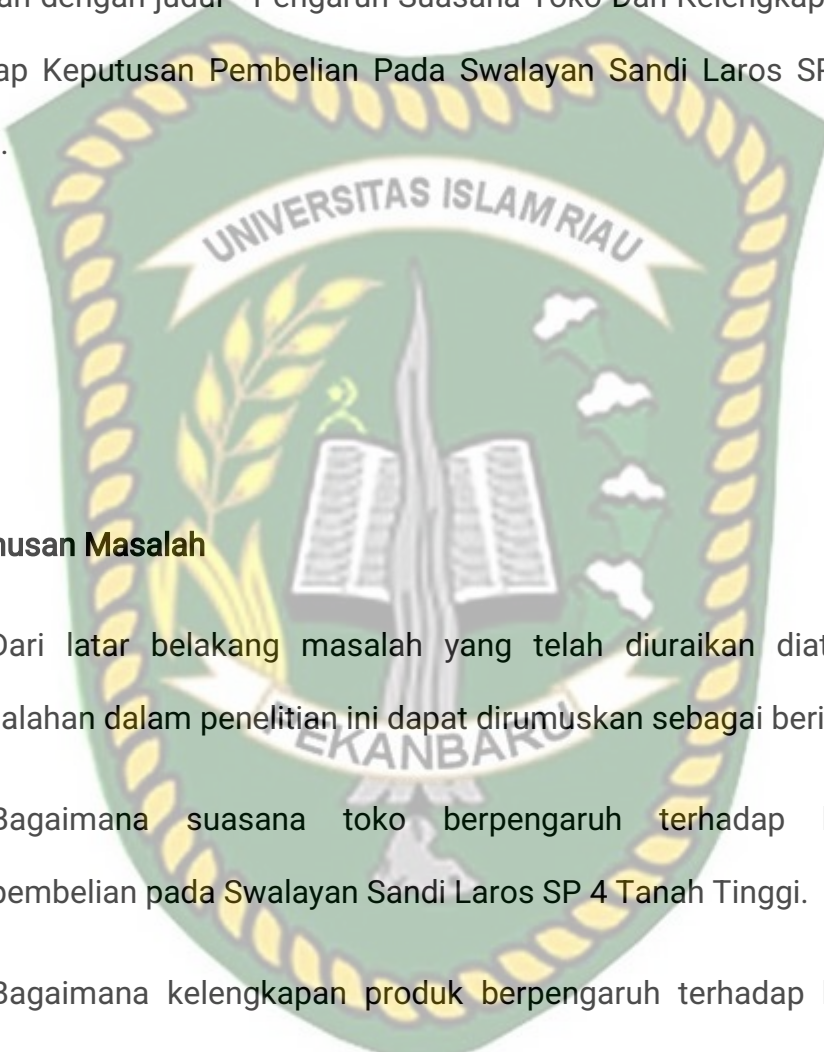 an dengan judul " Pengaruh Suasana Toko Dan Kelengkap
ap Keputusan Pembelian Pada Swalayan Sandi Laros SP
.
UNIVERSITAS ISLAM RIAU
usan Masalah
Dari latar belakang masalah yang telah diuraikan diat
alahan dalam penelitian ini dapat dirumuskan sebagai beri
PEKANBARU
Bagaimana suasana toko berpengaruh terhadap
pembelian pada Swalayan Sandi Laros SP 4 Tanah Tinggi.
Bagaimana kelengkapan produk berpengaruh terhadap